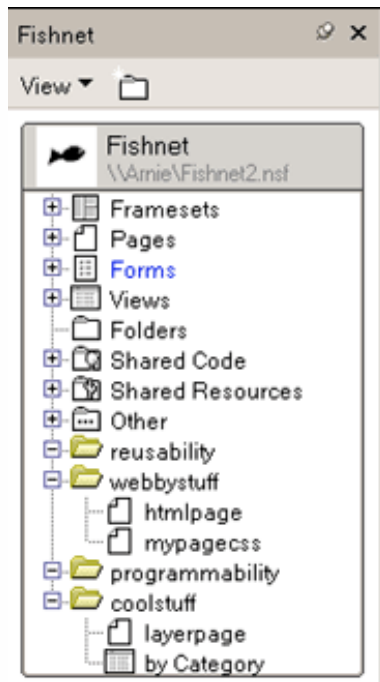 Fishnet
View
Fishnet
\\Arnie\Fishnet2.nsf
Framesets
Pages
Forms
Views
Folders
Shared Code
Shared Resources
Other
reusability
webbystuff
htmlpage
mypagecss
programmability
coolstuff
layerpage
by Category